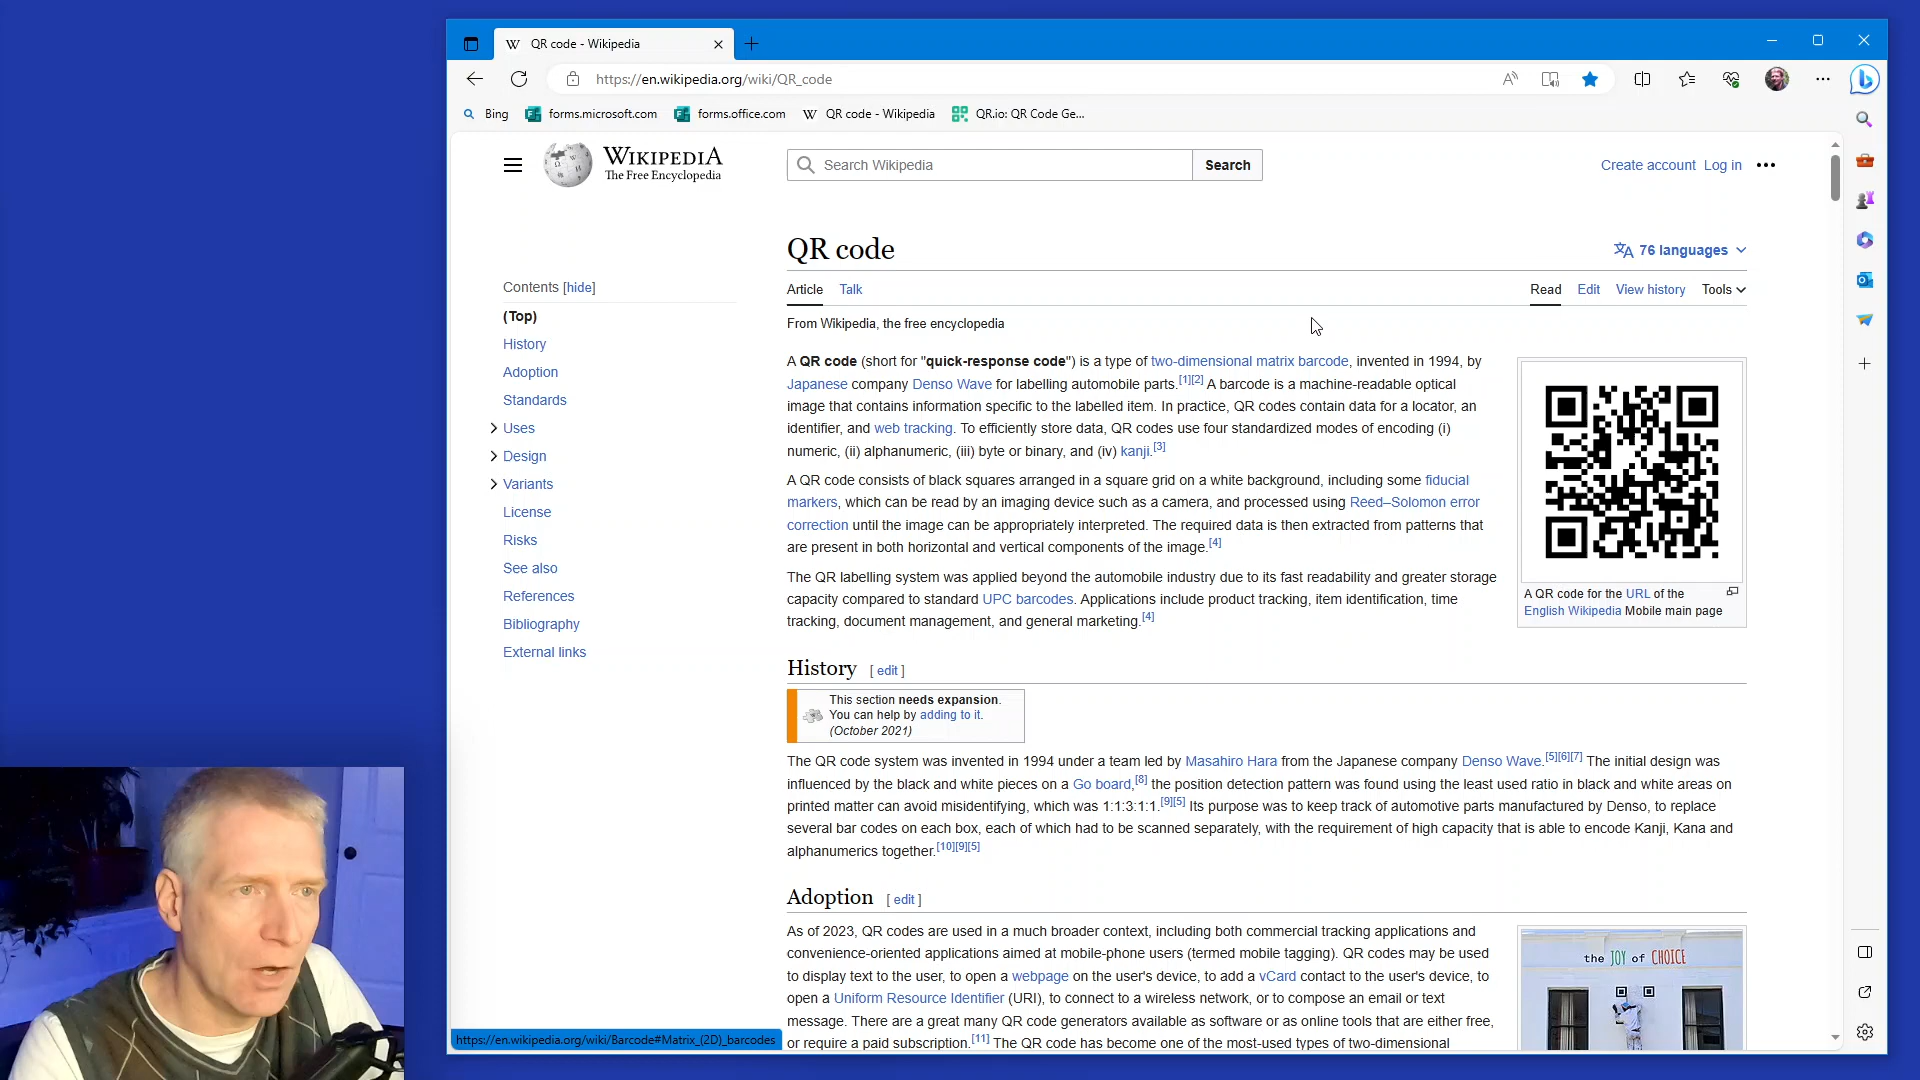 QR code - Wikipedia
https://en.wikipedia.org/wiki/QR_code
Bing forms.microsoft.com forms.office.com QR code - Wikipedia QR.io: QR Code Ge...
WIKIPEDIA
The Free Encyclopedia
Search Wikipedia
Search
Create account Log in
QR code
76 languages
Article Talk
Read Edit View history Tools
From Wikipedia, the free encyclopedia
Contents [hide]
(Top)
History
Adoption
Standards
Uses
Design
Variants
License
Risks
See also
References
Bibliography
External links
A QR code (short for "quick-response code") is a type of two-dimensional matrix barcode, invented in 1994, by
Japanese company Denso Wave for labelling automobile parts.[1][2] A barcode is a machine-readable optical
image that contains information specific to the labelled item. In practice, QR codes contain data for a locator, an
identifier, and web tracking. To efficiently store data, QR codes use four standardized modes of encoding (i)
numeric, (ii) alphanumeric, (iii) byte or binary, and (iv) kanji.[3]
A QR code consists of black squares arranged in a square grid on a white background, including some fiducial
markers, which can be read by an imaging device such as a camera, and processed using Reed–Solomon error
correction until the image can be appropriately interpreted. The required data is then extracted from patterns that
are present in both horizontal and vertical components of the image.[4]
The QR labelling system was applied beyond the automobile industry due to its fast readability and greater storage
capacity compared to standard UPC barcodes. Applications include product tracking, item identification, time
tracking, document management, and general marketing.[4]
A QR code for the URL of the
English Wikipedia Mobile main page
History [ edit ]
This section needs expansion.
You can help by adding to it.
(October 2021)
The QR code system was invented in 1994 under a team led by Masahiro Hara from the Japanese company Denso Wave.[5][6][7] The initial design was
influenced by the black and white pieces on a Go board,[8] the position detection pattern was found using the least used ratio in black and white areas on
printed matter can avoid misidentifying, which was 1:1:3:1:1.[9][5] Its purpose was to keep track of automotive parts manufactured by Denso, to replace
several bar codes on each box, each of which had to be scanned separately, with the requirement of high capacity that is able to encode Kanji, Kana and
alphanumerics together.[10][9][5]
Adoption [ edit ]
As of 2023, QR codes are used in a much broader context, including both commercial tracking applications and
convenience-oriented applications aimed at mobile-phone users (termed mobile tagging). QR codes may be used
to display text to the user, to open a webpage on the user's device, to add a vCard contact to the user's device, to
open a Uniform Resource Identifier (URI), to connect to a wireless network, or to compose an email or text
message. There are a great many QR code generators available as software or as online tools that are either free,
or require a paid subscription.[11] The QR code has become one of the most-used types of two-dimensional
the JOY of CHOICE
https://en.wikipedia.org/wiki/Barcode#Matrix_(2D)_barcodes